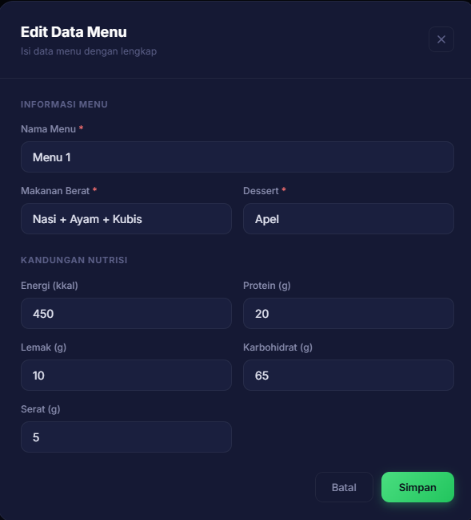 Edit Data Menu
Isi data menu dengan lengkap
INFORMASI MENU
Nama Menu *
Menu 1
Makanan Berat * Dessert *
Nasi + Ayam + Kubis Apel
KANDUNGAN NUTRISI
Energi (kkal) Protein (g)
450 20
Lemak (g) Karbohidrat (g)
10 65
Serat (g)
5
Batal Simpan